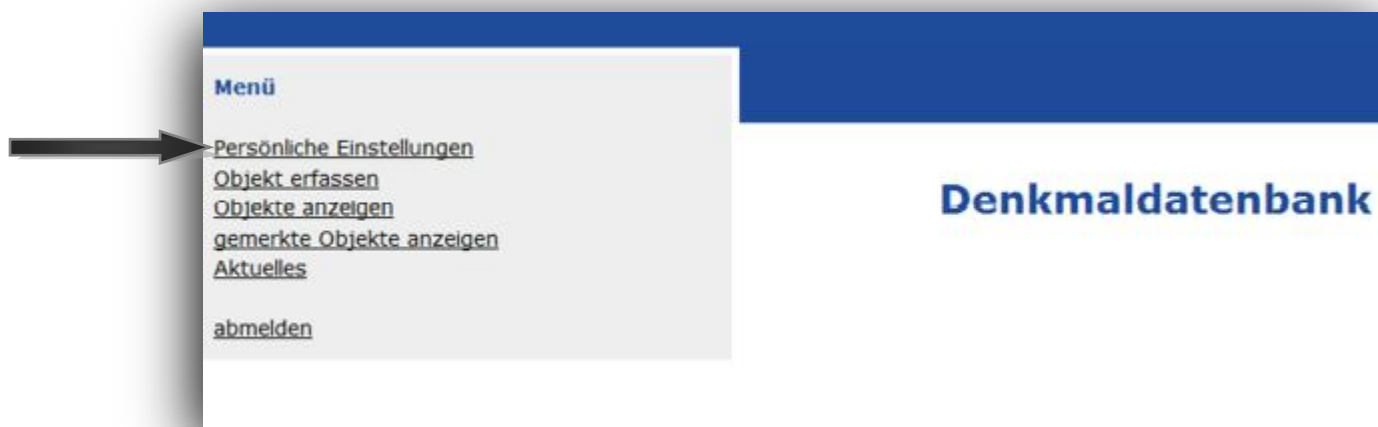 Menü
Persönliche Einstellungen
Objekt erfassen
Objekte anzeigen
gemerkte Objekte anzeigen
Aktuelles
abmelden
Denkmaldatenbank